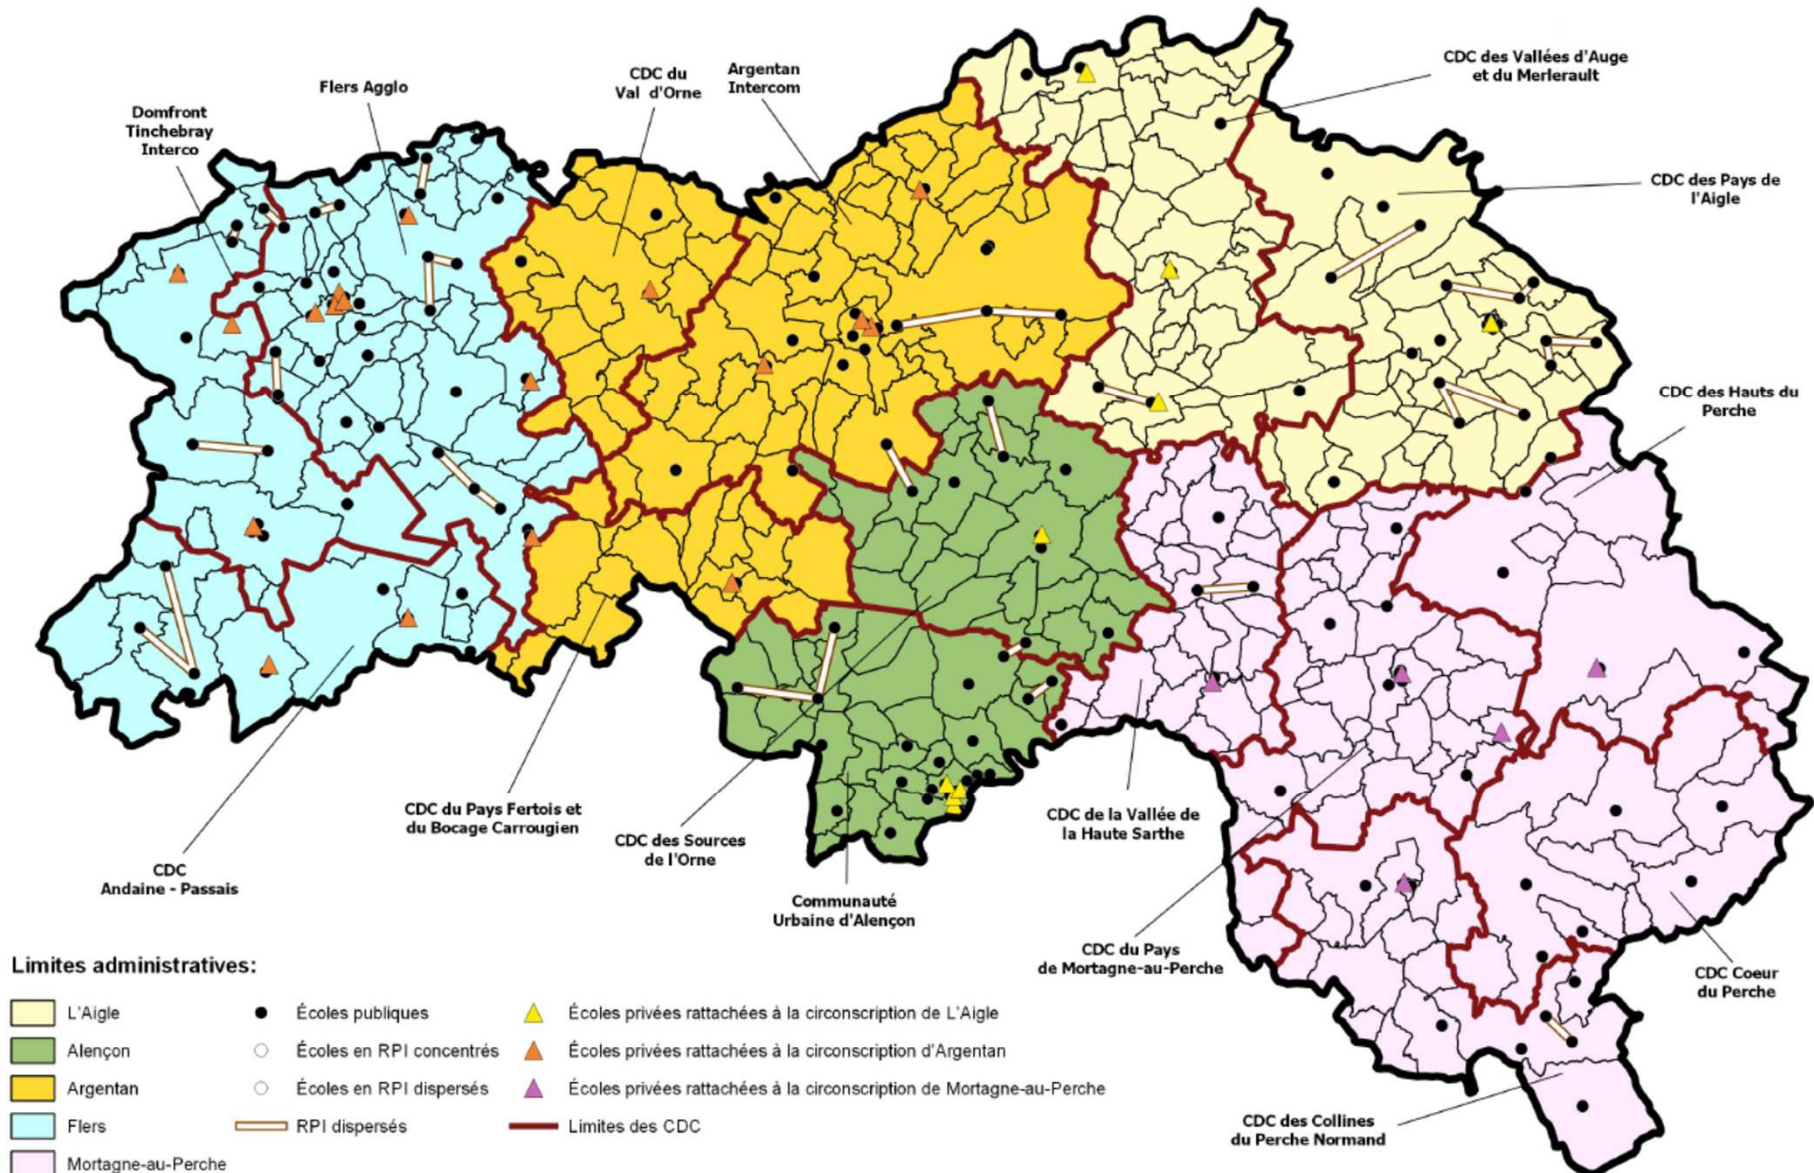 CDC des Vallées d'Auge
et du Merlerault
Argentan
Intercom
CDC du
Val d'Orne
Flers Agglo
Domfront
Tinchebray
Interco
CDC des Pays de
l'Aigle
CDC des Hauts du
Perche
CDC du Pays Fertois et
du Bocage Carrougien
CDC des Sources
de l'Orne
CDC de la Vallée de
la Haute Sarthe
CDC
Andaine - Passais
Communauté
Urbaine d'Alençon
CDC du Pays
de Mortagne-au-Perche
CDC Coeur
du Perche
CDC des Collines
du Perche Normand
Limites administratives:
L'Aigle
Alençon
Argentan
Flers
Mortagne-au-Perche
Écoles publiques
Écoles en RPI concentrés
Écoles en RPI dispersés
RPI dispersés
Écoles privées rattachées à la circonscription de L'Aigle
Écoles privées rattachées à la circonscription d'Argentan
Écoles privées rattachées à la circonscription de Mortagne-au-Perche
Limites des CDC